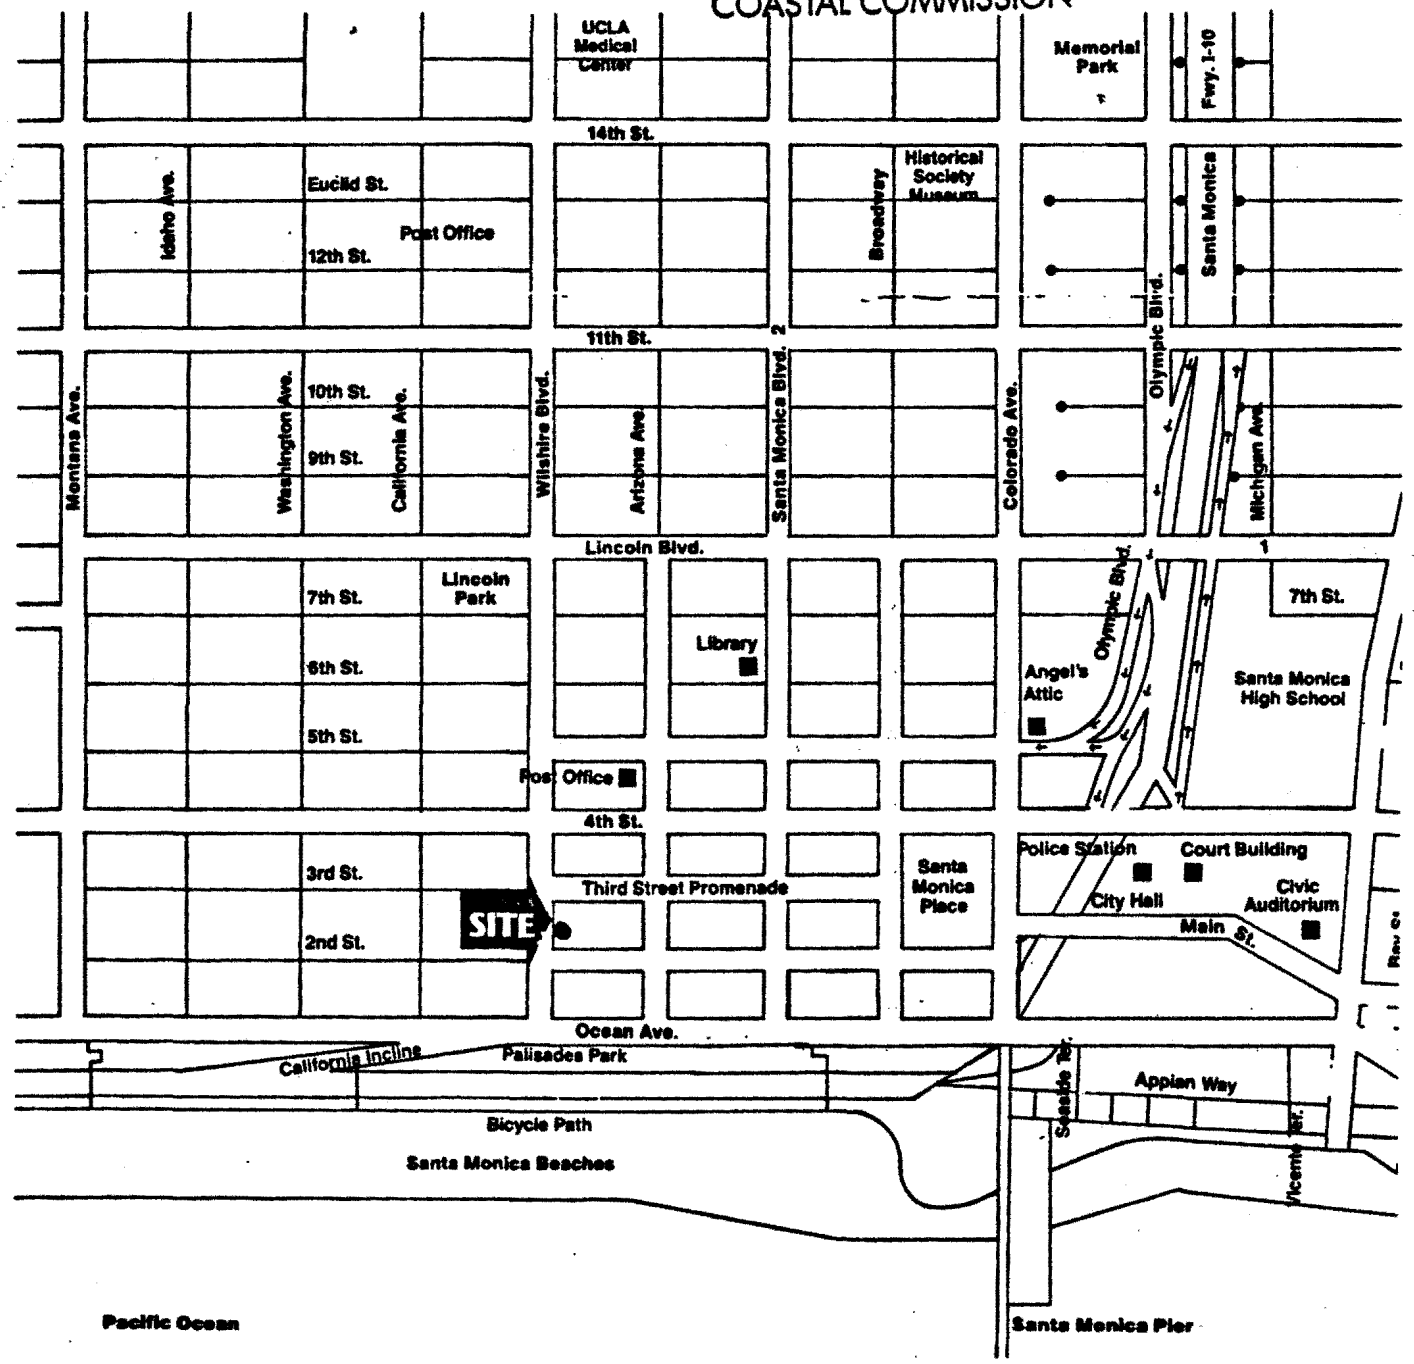 COASTAL COMMISSION
UCLA
Medical
Center
Memorial
Park
Fwy. I-10
14th St.
Idaho Ave.
Euclid St.
Post Office
12th St.
Broadway
Historical
Society
Museum
Santa Monica
Olympic Blvd.
11th St.
2
Montana Ave.
Washington Ave.
10th St.
9th St.
California Ave.
Wilshire Blvd.
Arizona Ave.
Santa Monica Blvd.
Colorado Ave.
Michigan Ave.
Lincoln Blvd.
1
7th St.
Lincoln
Park
Olympic Blvd.
7th St.
Library
6th St.
Angel's
Attic
Santa Monica
High School
5th St.
Post Office
4th St.
3rd St.
Third Street Promenade
Santa
Monica
Place
Police Station
Court Building
City Hall
Civic
Auditorium
SITE
2nd St.
Main St.
Ocean Ave.
California Incline
Palisades Park
Seaside Ter.
Appian Way
Bicycle Path
Vicente Ter.
Santa Monica Beaches
Pacific Ocean
Santa Monica Pier